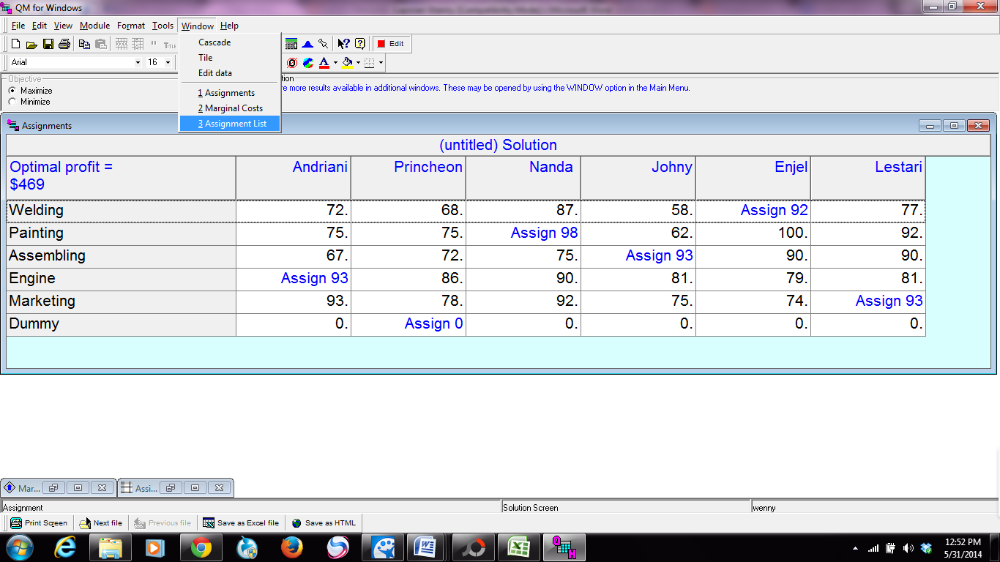 QM for Windows
File Edit View Module Format Tools Window Help
Cascade
Tile
Edit data
1 Assignments
2 Marginal Costs
3 Assignment List
Edit
Arial 16
Objective
Maximize
Minimize
tion
re more results available in additional windows. These may be opened by using the WINDOW option in the Main Menu.
Assignments
(untitled) Solution
Optimal profit = $469 Andriani Princheon Nanda Johny Enjel Lestari
Welding 72. 68. 87. 58. Assign 92 77.
Painting 75. 75. Assign 98 62. 100. 92.
Assembling 67. 72. 75. Assign 93 90. 90.
Engine Assign 93 86. 90. 81. 79. 81.
Marketing 93. 78. 92. 75. 74. Assign 93
Dummy 0. Assign 0 0. 0. 0. 0.
Mar... Assi...
Assignment Solution Screen wenny
Print Screen Next file Previous file Save as Excel file Save as HTML
12:52 PM
5/31/2014